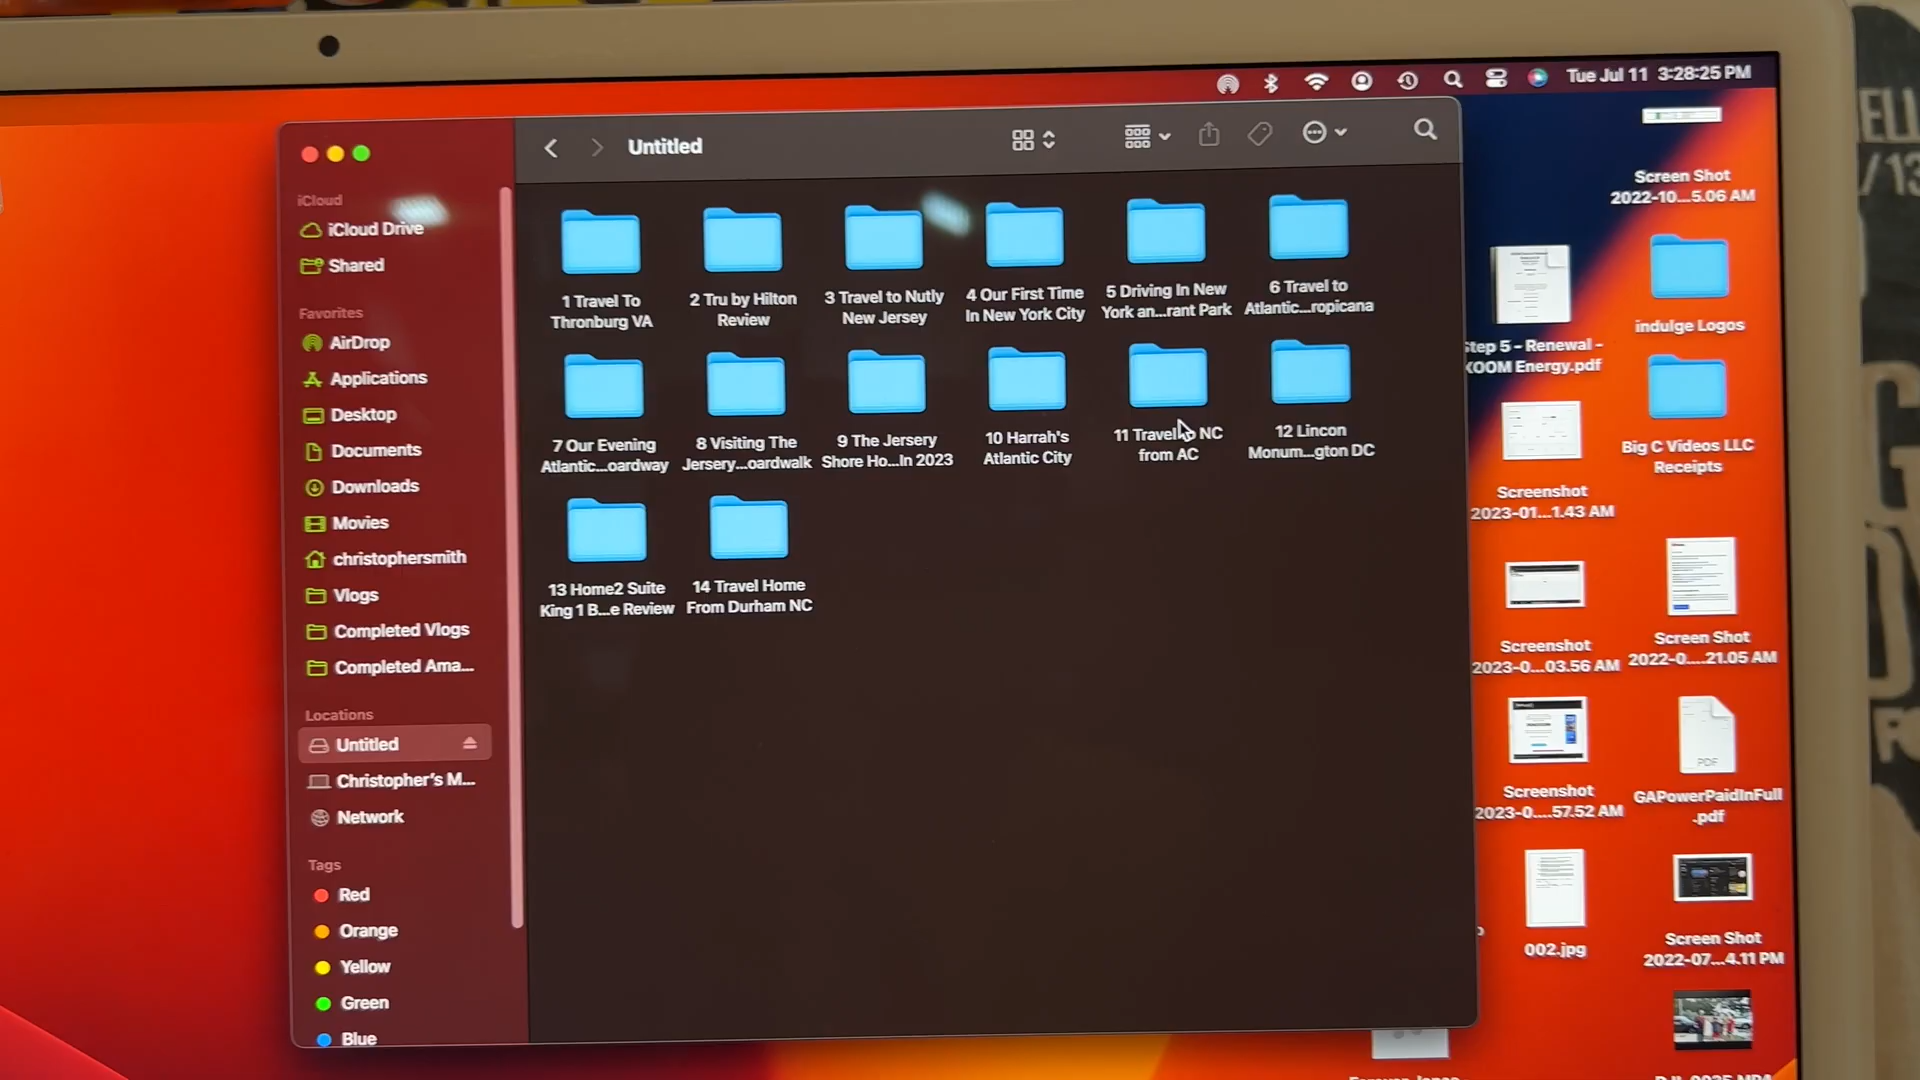 Tue Jul 11 3:28:25 PM
Untitled
iCloud
iCloud Drive
Shared
Favorites
AirDrop
Applications
Desktop
Documents
Downloads
Movies
christophersmith
Vlogs
Completed Vlogs
Completed Ama...
Locations
Untitled
Christopher's M...
Network
Tags
Red
Orange
Yellow
Green
Blue
1 Travel To
Thronburg VA
2 Tru by Hilton
Review
3 Travel to Nutly
New Jersey
4 Our First Time
In New York City
5 Driving In New
York an...rant Park
6 Travel to
Atlantic...ropicana
7 Our Evening
Atlantic...oardway
8 Visiting The
Jersery...oardwalk
9 The Jersery
Shore Ho...In 2023
10 Harrah's
Atlantic City
11 Travel to NC
from AC
12 Lincon
Monum...gton DC
13 Home2 Suite
King 1 B...e Review
14 Travel Home
From Durham NC
Screen Shot
2022-10...5.06 AM
indulge Logos
Step 5 - Renewal -
XOOM Energy.pdf
Big C Videos LLC
Receipts
Screenshot
2023-01...1.43 AM
Screenshot
2023-0...03.56 AM
Screen Shot
2022-0....21.05 AM
Screenshot
2023-0....57.52 AM
PDF
GAPowerPaidInFull
.pdf
002.jpg
Screen Shot
2022-07...4.11 PM